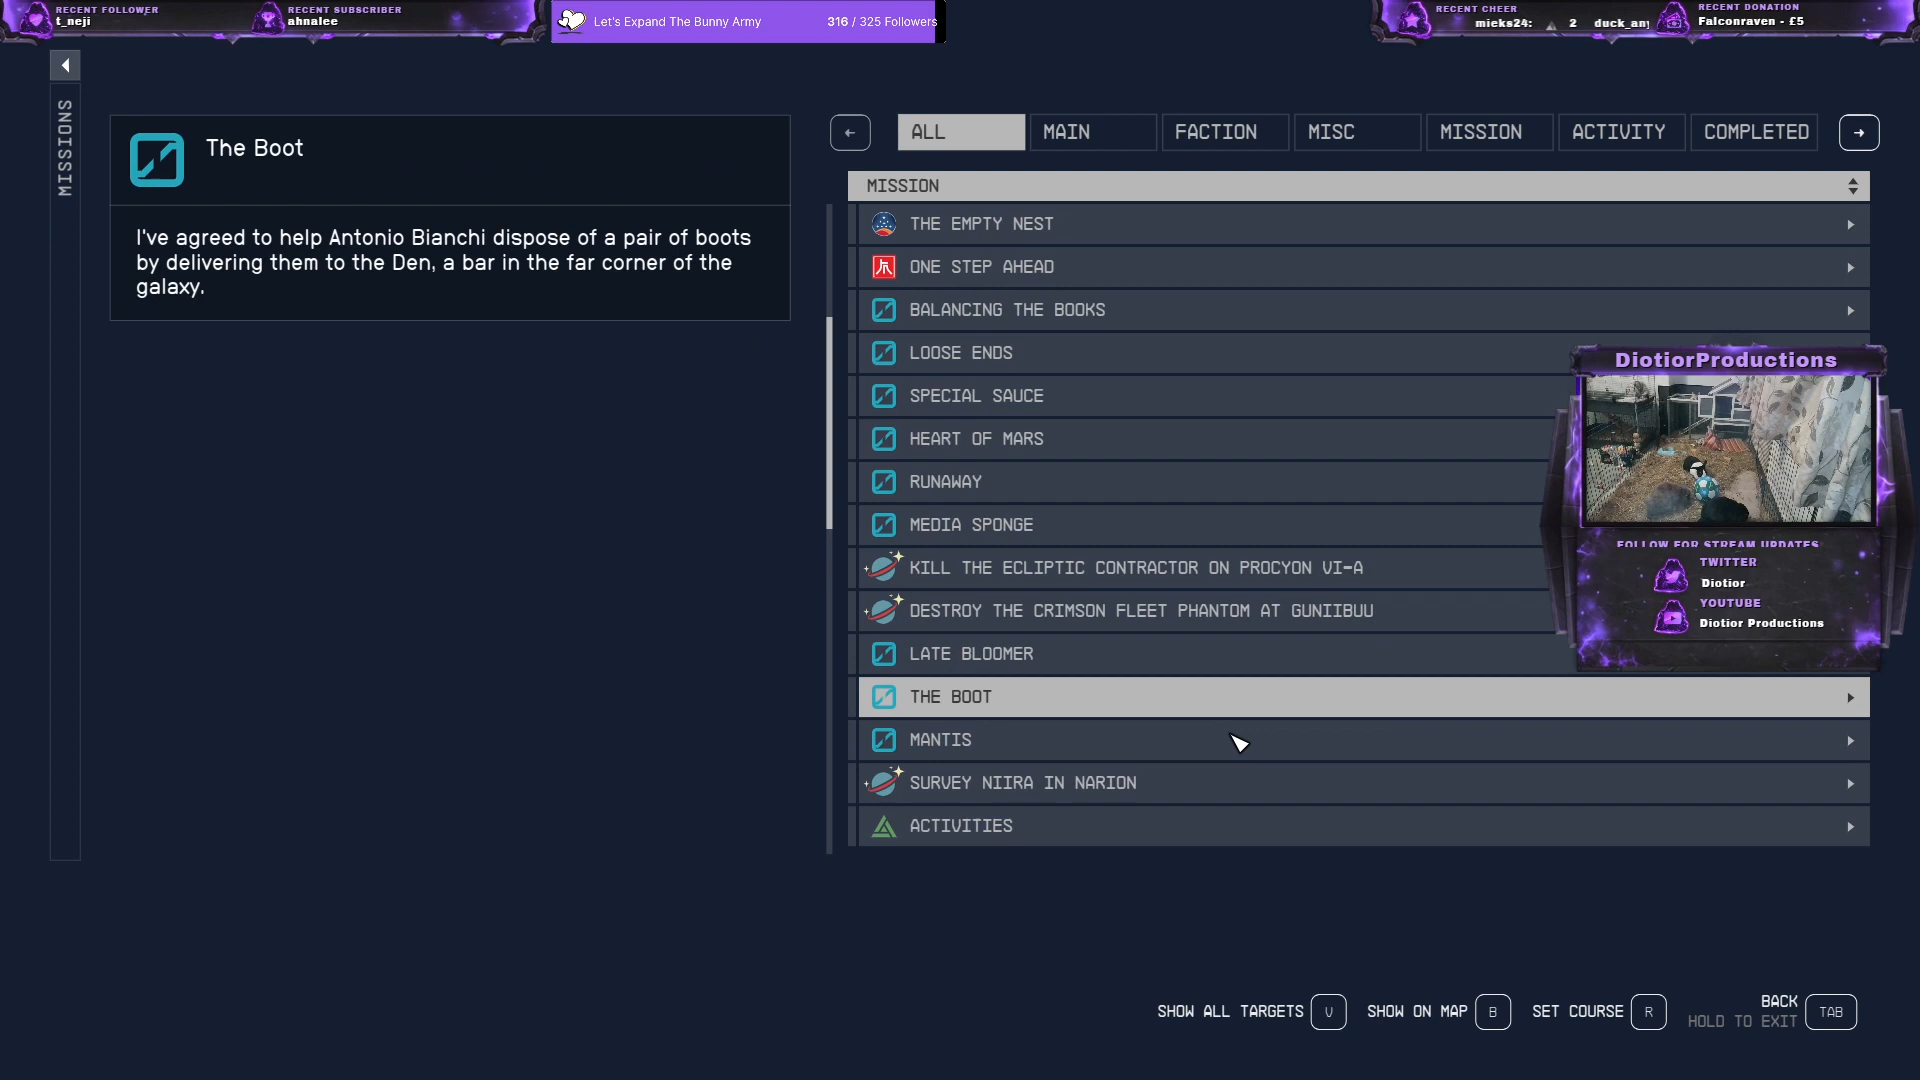 RECENT FOLLOWER
t_neji
RECENT SUBSCRIBER
ahnalee
Let's Expand The Bunny Army
316 / 325 Followers
RECENT CHEER
mieks24: 2 duck_any
RECENT DONATION
Falconraven - £5
MISSIONS
The Boot
I've agreed to help Antonio Bianchi dispose of a pair of boots
by delivering them to the Den, a bar in the far corner of the
galaxy.
ALL
MAIN
FACTION
MISC
MISSION
ACTIVITY
COMPLETED
MISSION
THE EMPTY NEST
ONE STEP AHEAD
BALANCING THE BOOKS
LOOSE ENDS
SPECIAL SAUCE
HEART OF MARS
RUNAWAY
MEDIA SPONGE
KILL THE ECLIPTIC CONTRACTOR ON PROCYON VI-A
DESTROY THE CRIMSON FLEET PHANTOM AT GUNIIBUU
LATE BLOOMER
THE BOOT
MANTIS
SURVEY NIIRA IN NARION
ACTIVITIES
DiotiorProductions
FOLLOW FOR STREAM UPDATES
TWITTER
Diotior
YOUTUBE
Diotior Productions
SHOW ALL TARGETS V
SHOW ON MAP B
SET COURSE R
BACK
HOLD TO EXIT
TAB